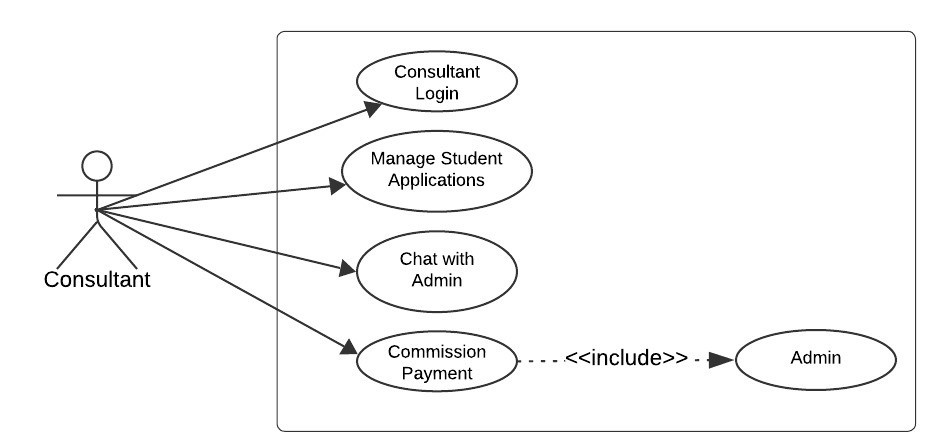 Consultant
Login
Manage Student
Applications
Chat with
Admin
Consultant
Commission
Payment
<<include>>
Admin